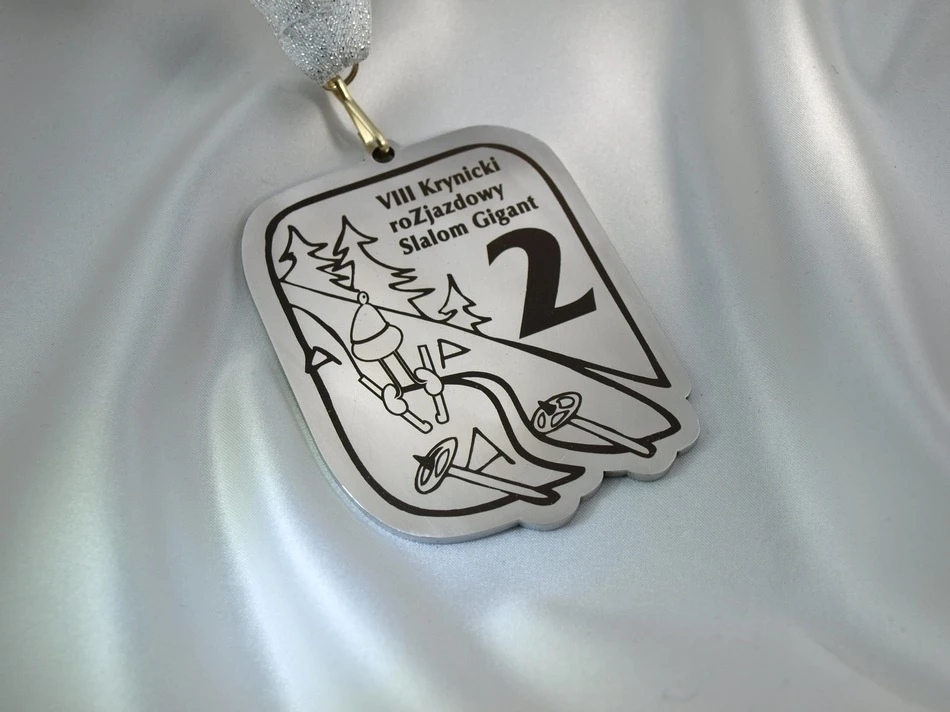 VIII Krynicki
roZjazdowy
Slalom Gigant
2